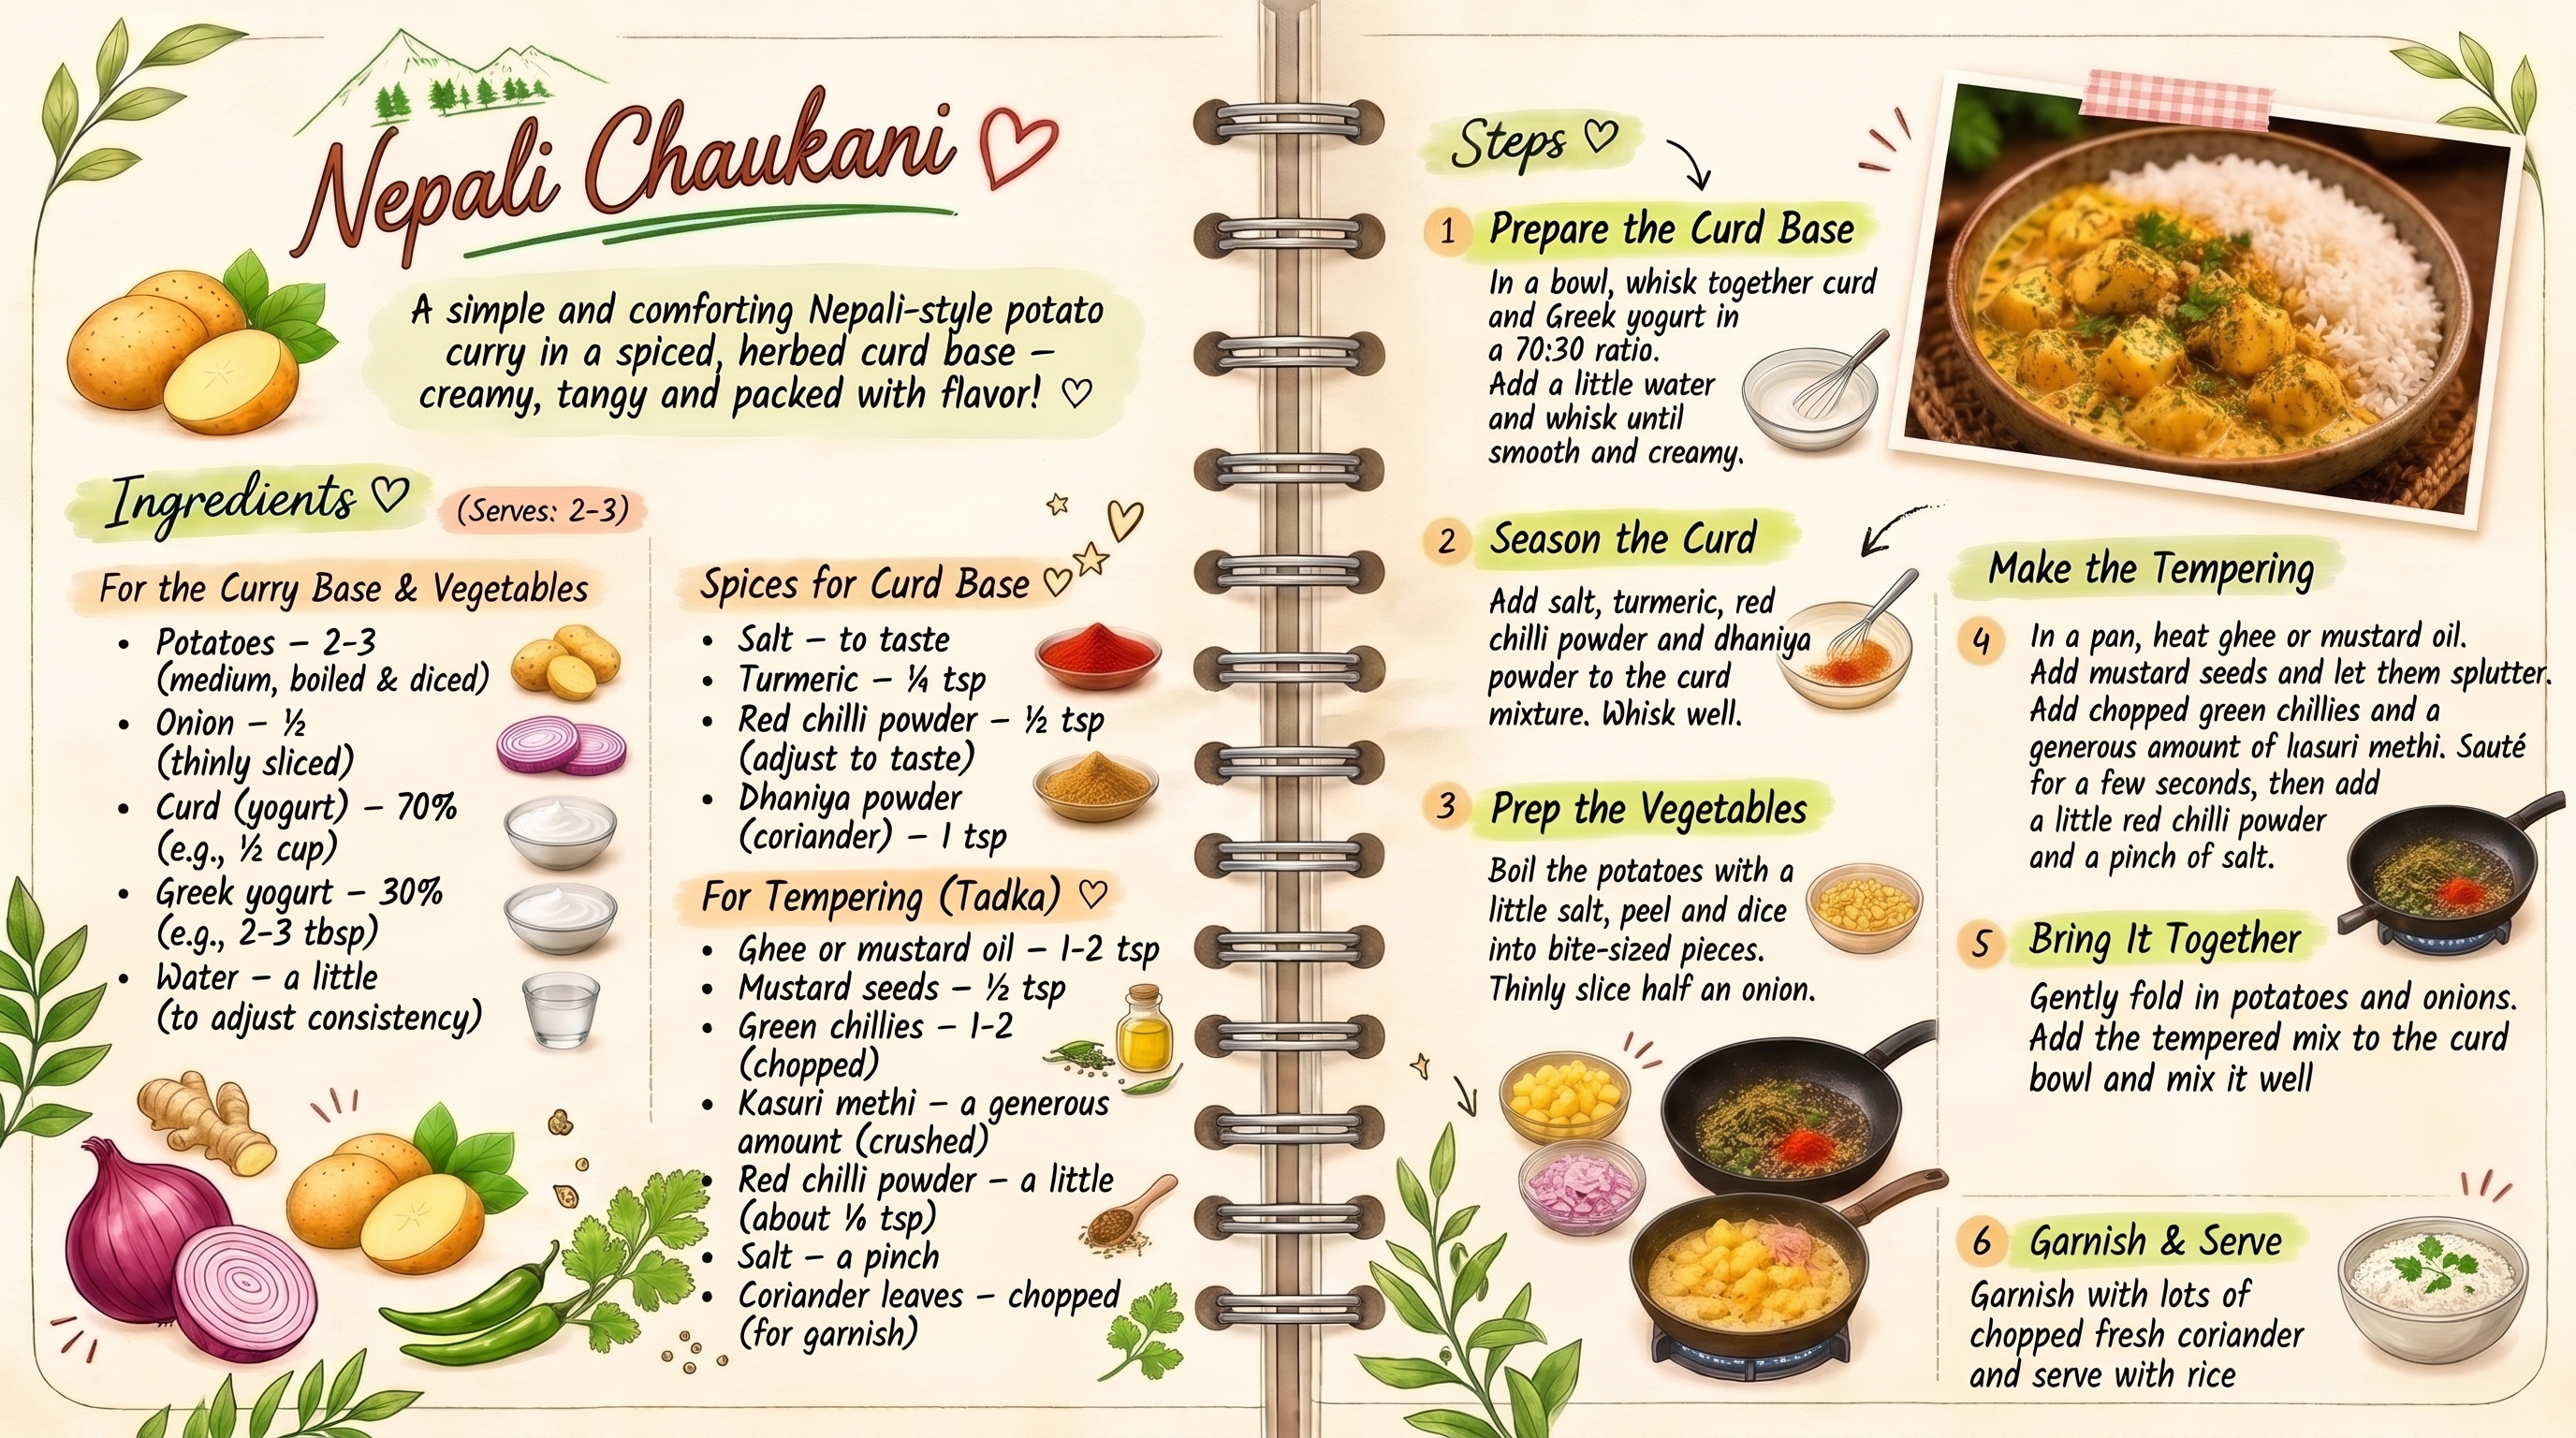 Nepali Chaukani ♡
A simple and comforting Nepali-style potato
curry in a spiced, herbed curd base –
creamy, tangy and packed with flavor! ♡
Ingredients ♡
(Serves: 2-3)
For the Curry Base & Vegetables
• Potatoes – 2-3
(medium, boiled & diced)
• Onion – ½
(thinly sliced)
• Curd (yogurt) – 70%
(e.g., ½ cup)
• Greek yogurt – 30%
(e.g., 2-3 tbsp)
• Water – a little
(to adjust consistency)
Spices for Curd Base ♡
• Salt – to taste
• Turmeric – ¼ tsp
• Red chilli powder – ½ tsp
(adjust to taste)
• Dhaniya powder
(coriander) – 1 tsp
For Tempering (Tadka) ♡
• Ghee or mustard oil – 1-2 tsp
• Mustard seeds – ½ tsp
• Green chillies – 1-2
(chopped)
• Kasuri methi – a generous
amount (crushed)
• Red chilli powder – a little
(about tsp)
• Salt – a pinch
• Coriander leaves – chopped
(for garnish)
Steps ♡
1 Prepare the Curd Base
In a bowl, whisk together curd
and Greek yogurt in
a 70:30 ratio.
Add a little water
and whisk until
smooth and creamy.
2 Season the Curd
Add salt, turmeric, red
chilli powder and dhaniya
powder to the curd
mixture. Whisk well.
3 Prep the Vegetables
Boil the potatoes with a
little salt, peel and dice
into bite-sized pieces.
Thinly slice half an onion.
Make the Tempering
4 In a pan, heat ghee or mustard oil.
Add mustard seeds and let them splutter.
Add chopped green chillies and a
generous amount of kasuri methi. Sauté
for a few seconds, then add
a little red chilli powder
and a pinch of salt.
5 Bring It Together
Gently fold in potatoes and onions.
Add the tempered mix to the curd
bowl and mix it well
6 Garnish & Serve
Garnish with lots of
chopped fresh coriander
and serve with rice